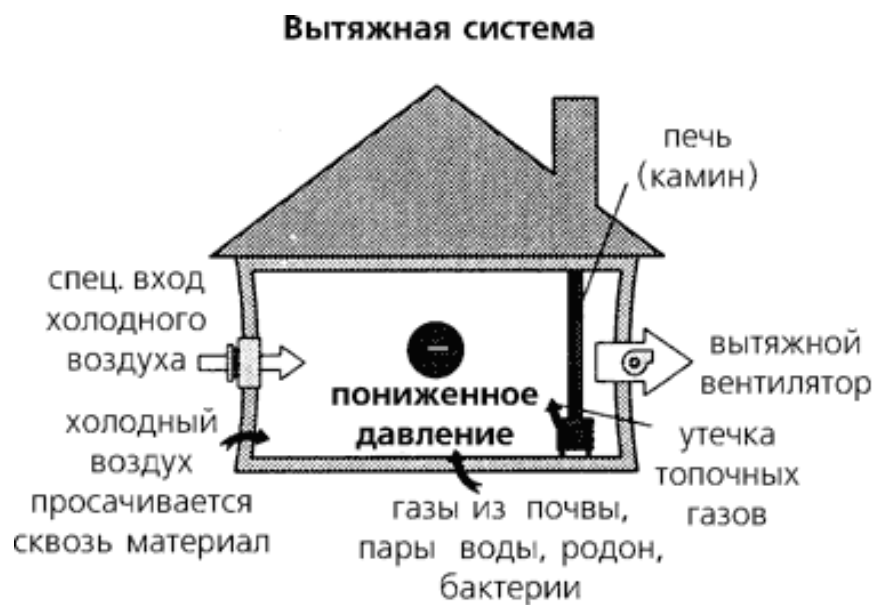 Вытяжная система
печь
(камин)
спец. вход
холодного
воздуха
вытяжной
вентилятор
пониженное
давление
холодный
воздух
просачивается
сквозь материал
утечка
топочных
газов
газы из почвы,
пары воды, родон,
бактерии